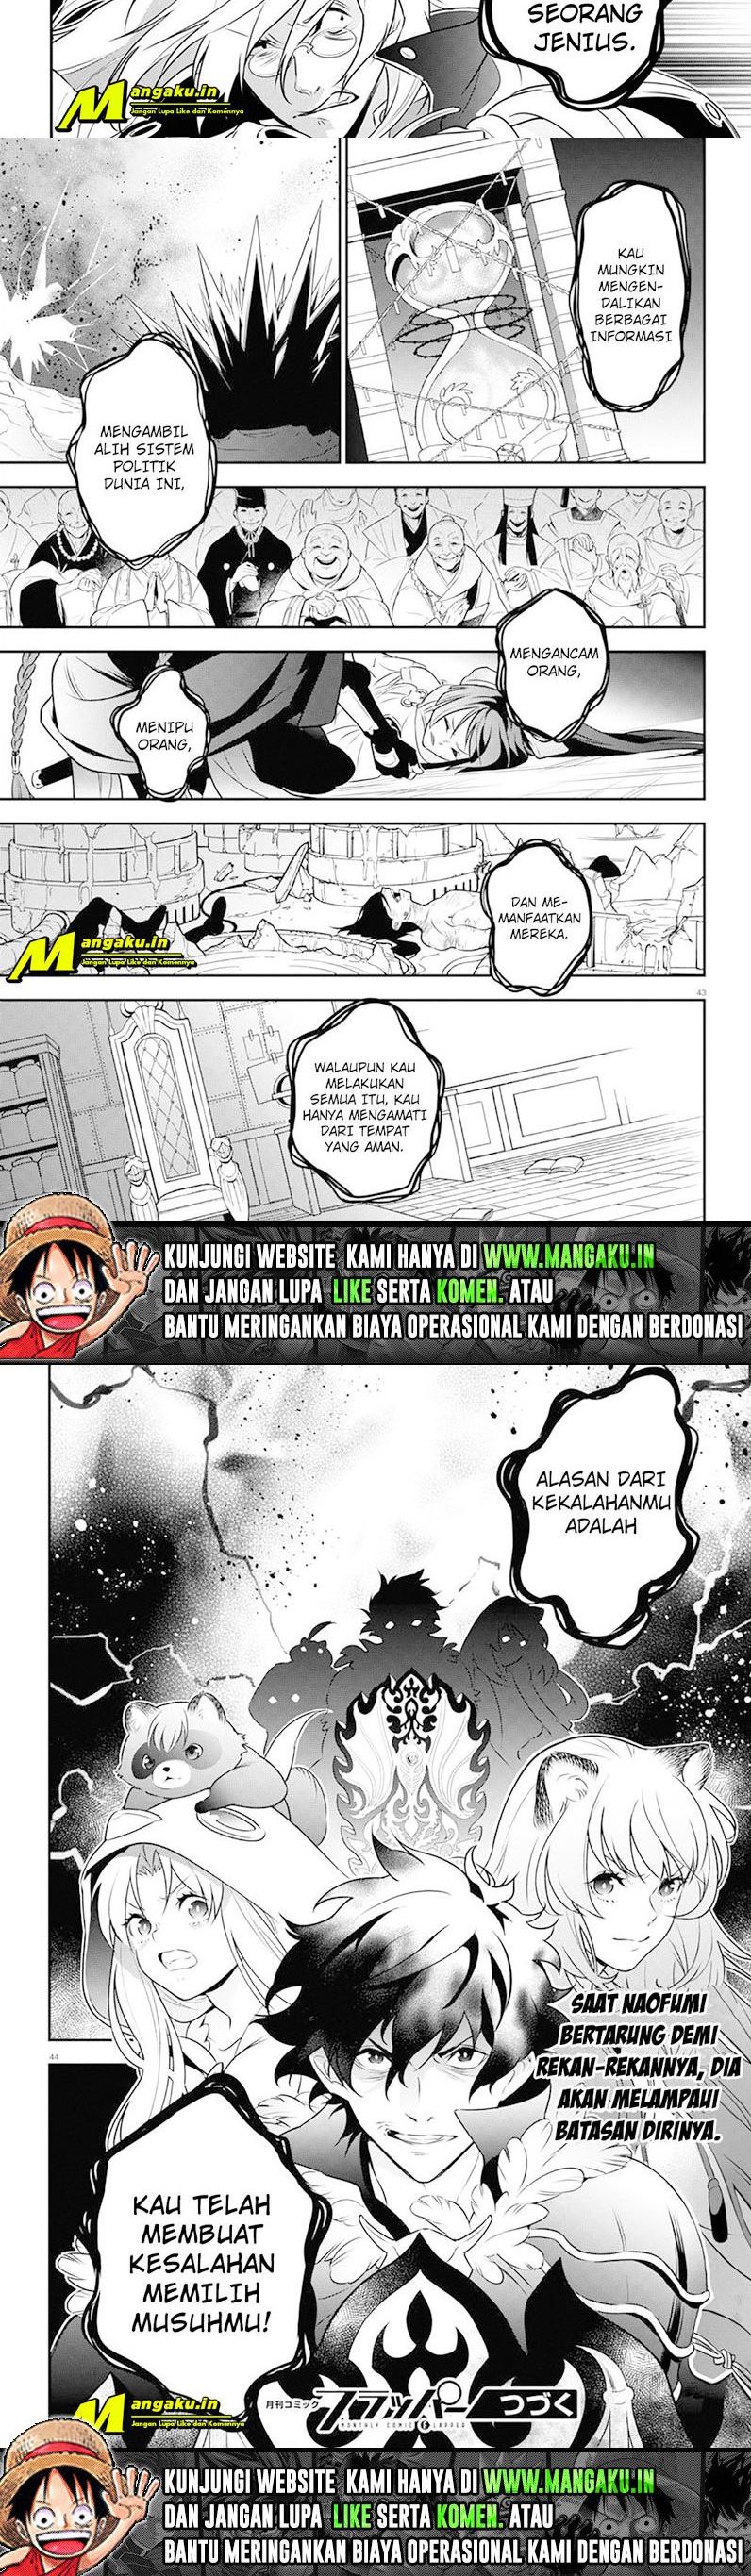 SEORANG
JENIUS.
Mangaku.in
Jangan Lupa Like dan Komennya
KAU
MUNGKIN
MENGEN-
DALIKAN
BERBAGAI
INFORMASI
MENGAMBIL
ALIH SISTEM
POLITIK
DUNIA INI,
MENGANCAM
ORANG,
MENIPU
ORANG,
DAN ME-
MANFAATKAN
MEREKA.
Mangaku.in
Jangan Lupa Like dan Komennya
43
WALAUPUN KAU
MELAKUKAN
SEMUA ITU, KAU
HANYA MENGAMATI
DARI TEMPAT
YANG AMAN.
KUNJUNGI WEBSITE KAMI HANYA DI WWW.MANGAKU.IN
DAN JANGAN LUPA LIKE SERTA KOMEN. ATAU
BANTU MERINGANKAN BIAYA OPERASIONAL KAMI DENGAN BERDONASI
ALASAN DARI
KEKALAHANMU
ADALAH
SAAT NAOFUMI
BERTARUNG DEMI
REKAN-REKANNYA, DIA
AKAN MELAMPAUI
BATASAN DIRINYA.
44
KAU TELAH
MEMBUAT
KESALAHAN
MEMILIH
MUSUHMU!
Mangaku.in
Jangan Lupa Like dan Komennya
月刊コミック フラッパー つづく
MONTHLY COMIC FLAPPER
KUNJUNGI WEBSITE KAMI HANYA DI WWW.MANGAKU.IN
DAN JANGAN LUPA LIKE SERTA KOMEN. ATAU
BANTU MERINGANKAN BIAYA OPERASIONAL KAMI DENGAN BERDONASI